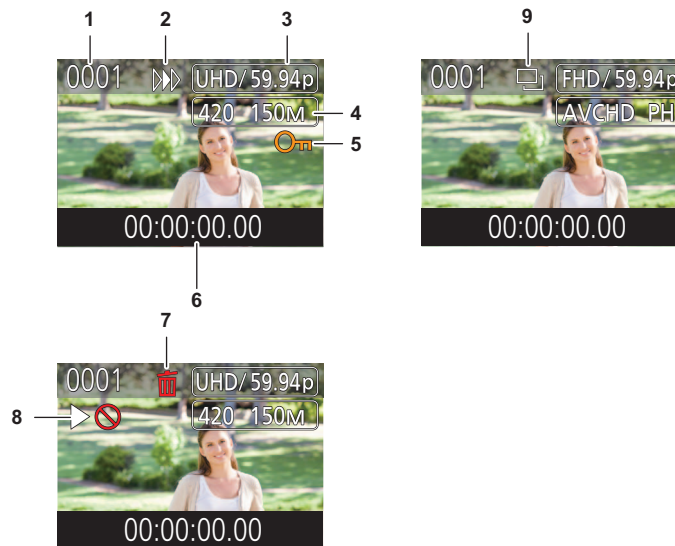 1 2 3
0001 UHD/59.94p
420 150M 4
5
00:00:00.00
6
9
0001 FHD/59.94p
AVCHD PH
00:00:00.00
7
0001 UHD/59.94p
8 420 150M
00:00:00.00